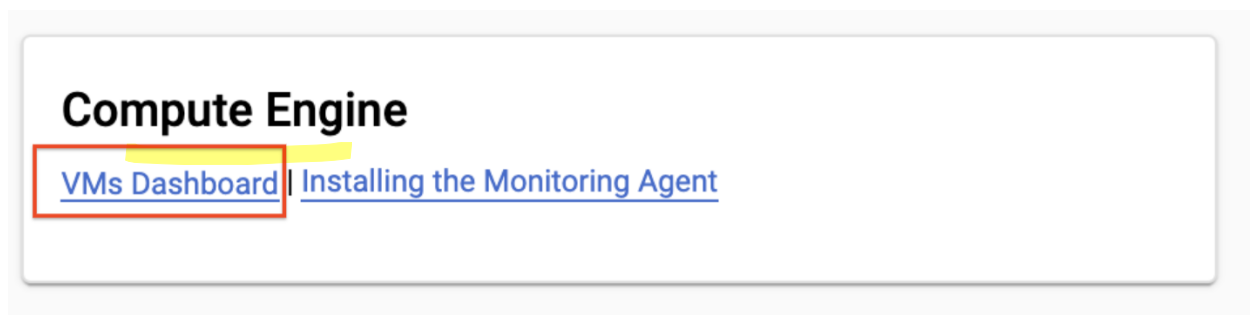 Compute Engine
VMs Dashboard | Installing the Monitoring Agent